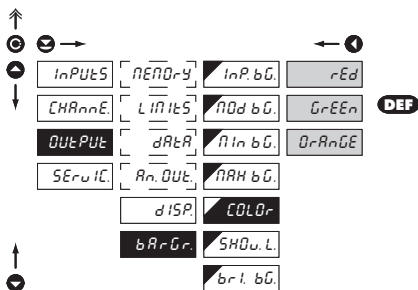 InPUtS MEMOrY InP. bG. rEd
CHAnnE. LIMItS MOd bG. GrEEn DEF
OUtPUt dAtA MIn bG. OrAnGE
SErvIC. An. OUt. MAX bG.
dISP. COLOr
bArGr. SHOv. L.
brI. bG.